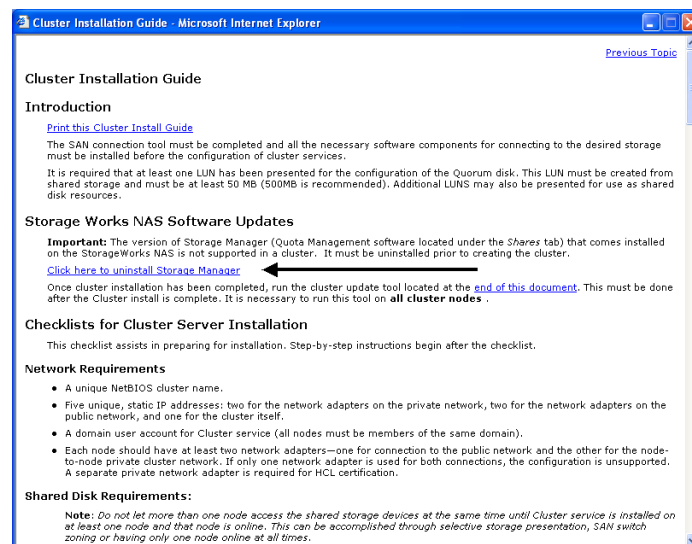 Cluster Installation Guide - Microsoft Internet Explorer
Previous Topic
Cluster Installation Guide
Introduction
Print this Cluster Install Guide
The SAN connection tool must be completed and all the necessary software components for connecting to the desired storage
must be installed before the configuration of cluster services.
It is required that at least one LUN has been presented for the configuration of the Quorum disk. This LUN must be created from
shared storage and must be at least 50 MB (500MB is recommended). Additional LUNS may also be presented for use as shared
disk resources.
Storage Works NAS Software Updates
Important: The version of Storage Manager (Quota Management software located under the Shares tab) that comes installed
on the StorageWorks NAS is not supported in a cluster. It must be uninstalled prior to creating the cluster.
Click here to uninstall Storage Manager
Once cluster installation has been completed, run the cluster update tool located at the end of this document. This must be done
after the Cluster install is complete. It is necessary to run this tool on all cluster nodes .
Checklists for Cluster Server Installation
This checklist assists in preparing for installation. Step-by-step instructions begin after the checklist.
Network Requirements
• A unique NetBIOS cluster name.
• Five unique, static IP addresses: two for the network adapters on the private network, two for the network adapters on the
public network, and one for the cluster itself.
• A domain user account for Cluster service (all nodes must be members of the same domain).
• Each node should have at least two network adapters—one for connection to the public network and the other for the node-
to-node private cluster network. If only one network adapter is used for both connections, the configuration is unsupported.
A separate private network adapter is required for HCL certification.
Shared Disk Requirements:
Note: Do not let more than one node access the shared storage devices at the same time until Cluster service is installed on
at least one node and that node is online. This can be accomplished through selective storage presentation, SAN switch
zoning or having only one node online at all times.